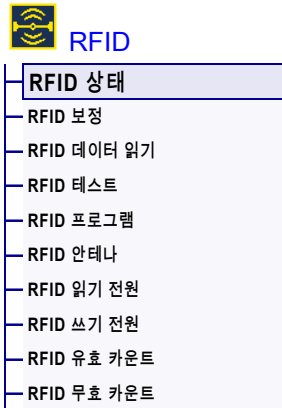 RFID
RFID 상태
RFID 보정
RFID 데이터 읽기
RFID 테스트
RFID 프로그램
RFID 안테나
RFID 읽기 전원
RFID 쓰기 전원
RFID 유효 카운트
RFID 무효 카운트